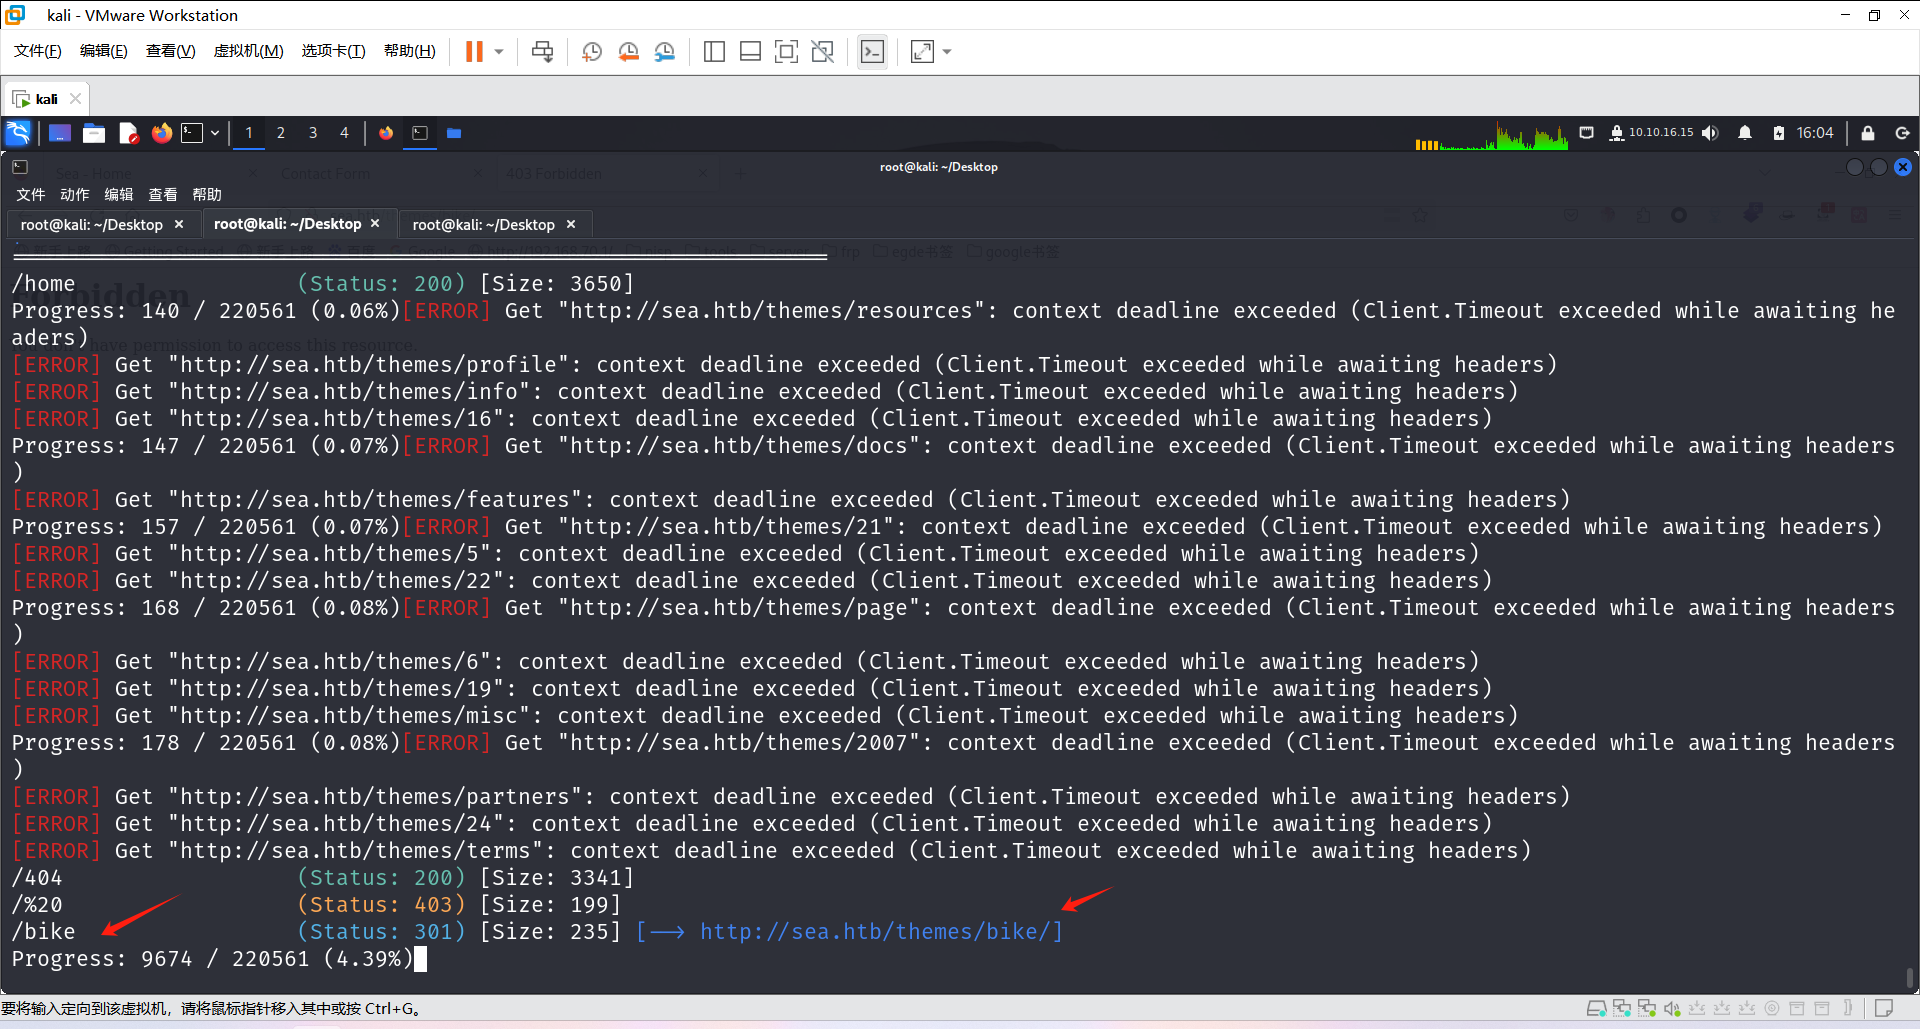 kali - VMware Workstation
文件(F) 编辑(E) 查看(V) 虚拟机(M) 选项卡(T) 帮助(H)
kali
1 2 3 4 10.10.16.15 16:04
Sea - Home Contact Form 403 Forbidden
root@kali: ~/Desktop
文件 动作 编辑 查看 帮助
root@kali: ~/Desktop root@kali: ~/Desktop root@kali: ~/Desktop
/home (Status: 200) [Size: 3650]
Forbidden
Progress: 140 / 220561 (0.06%)[ERROR] Get "http://sea.htb/themes/resources": context deadline exceeded (Client.Timeout exceeded while awaiting he
aders)
have permission to access this resource.
[ERROR] Get "http://sea.htb/themes/profile": context deadline exceeded (Client.Timeout exceeded while awaiting headers)
[ERROR] Get "http://sea.htb/themes/info": context deadline exceeded (Client.Timeout exceeded while awaiting headers)
[ERROR] Get "http://sea.htb/themes/16": context deadline exceeded (Client.Timeout exceeded while awaiting headers)
Progress: 147 / 220561 (0.07%)[ERROR] Get "http://sea.htb/themes/docs": context deadline exceeded (Client.Timeout exceeded while awaiting headers
)
[ERROR] Get "http://sea.htb/themes/features": context deadline exceeded (Client.Timeout exceeded while awaiting headers)
Progress: 157 / 220561 (0.07%)[ERROR] Get "http://sea.htb/themes/21": context deadline exceeded (Client.Timeout exceeded while awaiting headers)
[ERROR] Get "http://sea.htb/themes/5": context deadline exceeded (Client.Timeout exceeded while awaiting headers)
[ERROR] Get "http://sea.htb/themes/22": context deadline exceeded (Client.Timeout exceeded while awaiting headers)
Progress: 168 / 220561 (0.08%)[ERROR] Get "http://sea.htb/themes/page": context deadline exceeded (Client.Timeout exceeded while awaiting headers
)
[ERROR] Get "http://sea.htb/themes/6": context deadline exceeded (Client.Timeout exceeded while awaiting headers)
[ERROR] Get "http://sea.htb/themes/19": context deadline exceeded (Client.Timeout exceeded while awaiting headers)
[ERROR] Get "http://sea.htb/themes/misc": context deadline exceeded (Client.Timeout exceeded while awaiting headers)
Progress: 178 / 220561 (0.08%)[ERROR] Get "http://sea.htb/themes/2007": context deadline exceeded (Client.Timeout exceeded while awaiting headers
)
[ERROR] Get "http://sea.htb/themes/partners": context deadline exceeded (Client.Timeout exceeded while awaiting headers)
[ERROR] Get "http://sea.htb/themes/24": context deadline exceeded (Client.Timeout exceeded while awaiting headers)
[ERROR] Get "http://sea.htb/themes/terms": context deadline exceeded (Client.Timeout exceeded while awaiting headers)
/404 (Status: 200) [Size: 3341]
/%20 (Status: 403) [Size: 199]
/bike (Status: 301) [Size: 235] [--> http://sea.htb/themes/bike/]
Progress: 9674 / 220561 (4.39%)
要将输入定向到该虚拟机，请将鼠标指针移入其中或按 Ctrl+G。